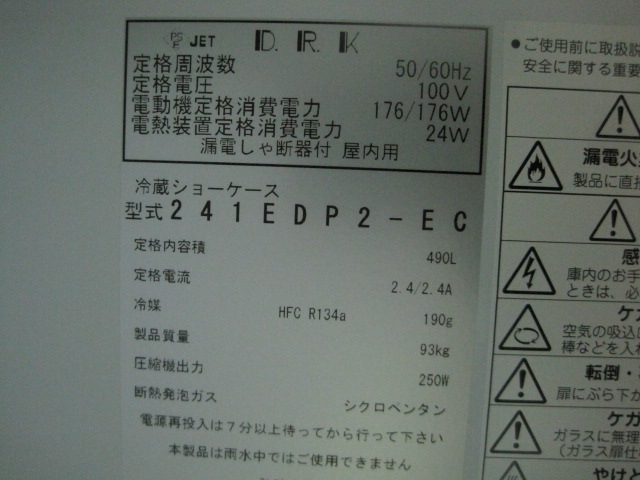 PS E JET D. R. K
定格周波数 50/60Hz
定格電圧 100V
電動機定格消費電力 176/176W
電熱装置定格消費電力 24W
漏電しゃ断器付 屋内用
冷蔵ショーケース
型式 241EDP2-EC
定格内容積 490L
定格電流 2.4/2.4A
冷媒 HFC R134a 190g
製品質量 93kg
圧縮機出力 250W
断熱発泡ガス シクロペンタン
電源再投入は7分以上待ってから行って下さい
本製品は雨水中ではご使用できません
●ご使用前に取扱説
安全に関する重要
漏電火
製品に直
感
庫内のお手
ときは、必
ケカ
空気の吸込
棒などを入
転倒・
扉にぶら下が
ケガ
ガラスに無理
(ガラス扉仕
やけと